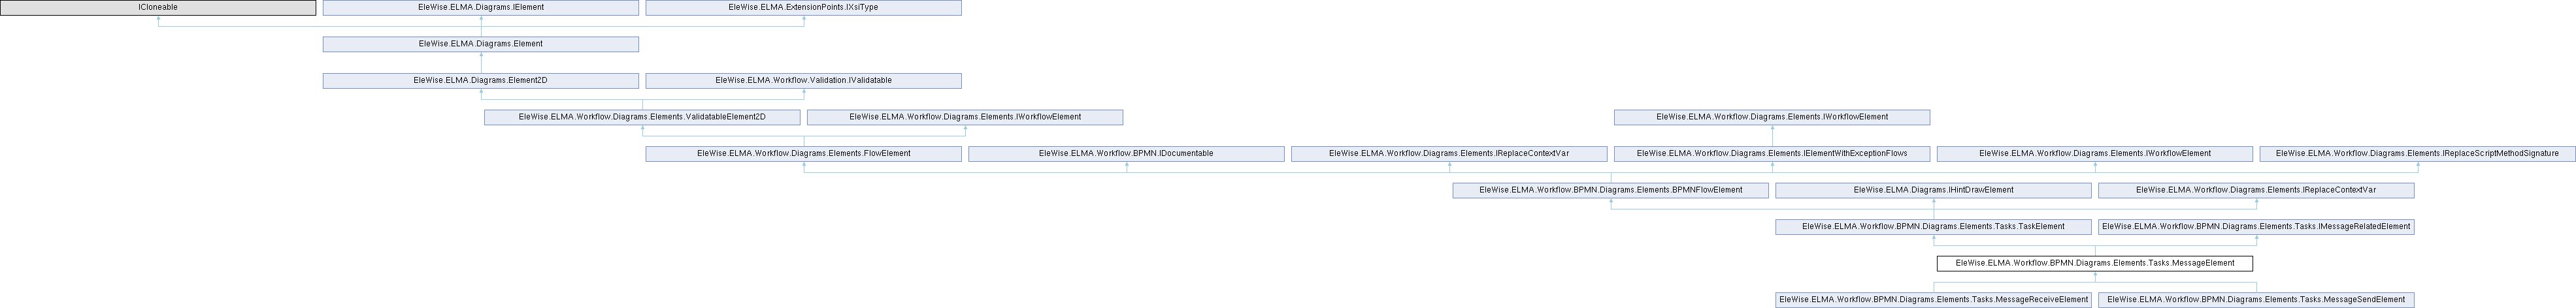 ICloneable
EleWise.ELMA.Diagrams.IElement
EleWise.ELMA.ExtensionPoints.IXsiType
EleWise.ELMA.Diagrams.Element
EleWise.ELMA.Diagrams.Element2D
EleWise.ELMA.Workflow.Validation.IValidatable
EleWise.ELMA.Workflow.Diagrams.Elements.ValidatableElement2D
EleWise.ELMA.Workflow.Diagrams.Elements.IWorkflowElement
EleWise.ELMA.Workflow.Diagrams.Elements.IWorkflowElement
EleWise.ELMA.Workflow.Diagrams.Elements.FlowElement
EleWise.ELMA.Workflow.BPMN.IDocumentable
EleWise.ELMA.Workflow.Diagrams.Elements.IReplaceContextVar
EleWise.ELMA.Workflow.Diagrams.Elements.IElementWithExceptionFlows
EleWise.ELMA.Workflow.Diagrams.Elements.IWorkflowElement
EleWise.ELMA.Workflow.Diagrams.Elements.IReplaceScriptMethodSignature
EleWise.ELMA.Workflow.BPMN.Diagrams.Elements.BPMNFlowElement
EleWise.ELMA.Diagrams.IHintDrawElement
EleWise.ELMA.Workflow.Diagrams.Elements.IReplaceContextVar
EleWise.ELMA.Workflow.BPMN.Diagrams.Elements.Tasks.TaskElement
EleWise.ELMA.Workflow.BPMN.Diagrams.Elements.Tasks.IMessageRelatedElement
EleWise.ELMA.Workflow.BPMN.Diagrams.Elements.Tasks.MessageElement
EleWise.ELMA.Workflow.BPMN.Diagrams.Elements.Tasks.MessageReceiveElement
EleWise.ELMA.Workflow.BPMN.Diagrams.Elements.Tasks.MessageSendElement